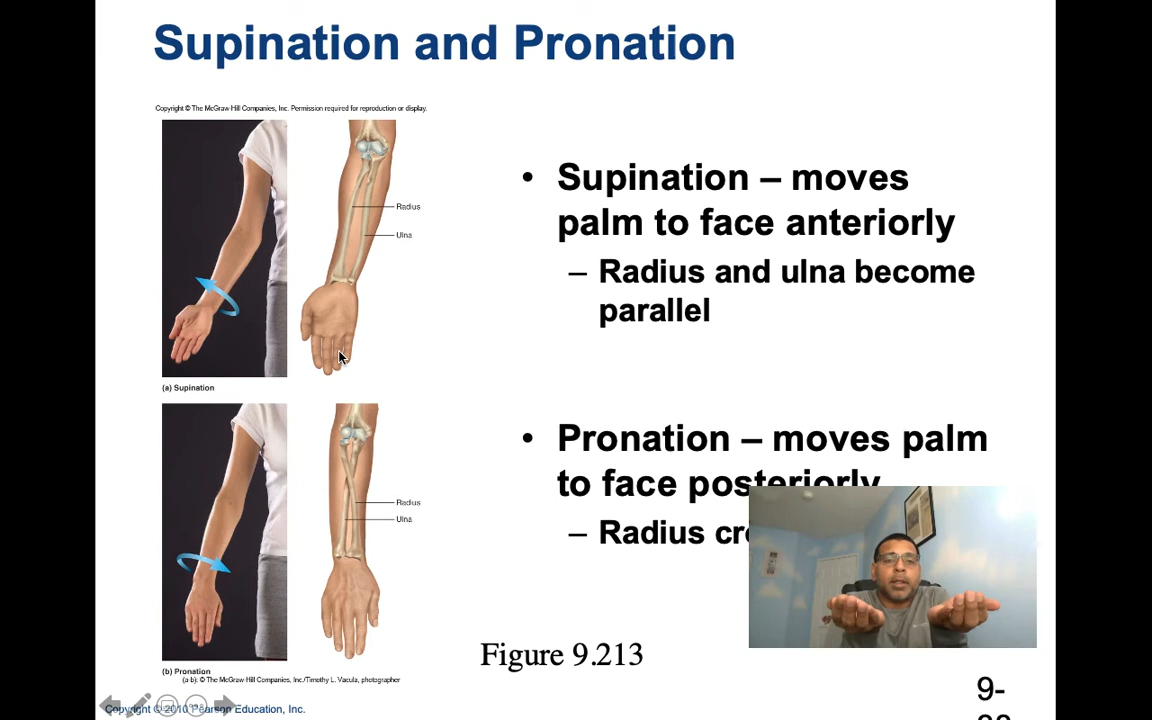 Supination and Pronation
Copyright © The McGraw-Hill Companies, Inc. Permission required for reproduction or display.
Radius
Ulna
(a) Supination
• Supination – moves
palm to face anteriorly
– Radius and ulna become
parallel
Radius
Ulna
(b) Pronation
(a-b): © The McGraw-Hill Companies, Inc./Timothy L. Vacula, photographer
• Pronation – moves palm
to face posteriorly
– Radius
Figure 9.213
9-
Copyright © 2010 Pearson Education, Inc.